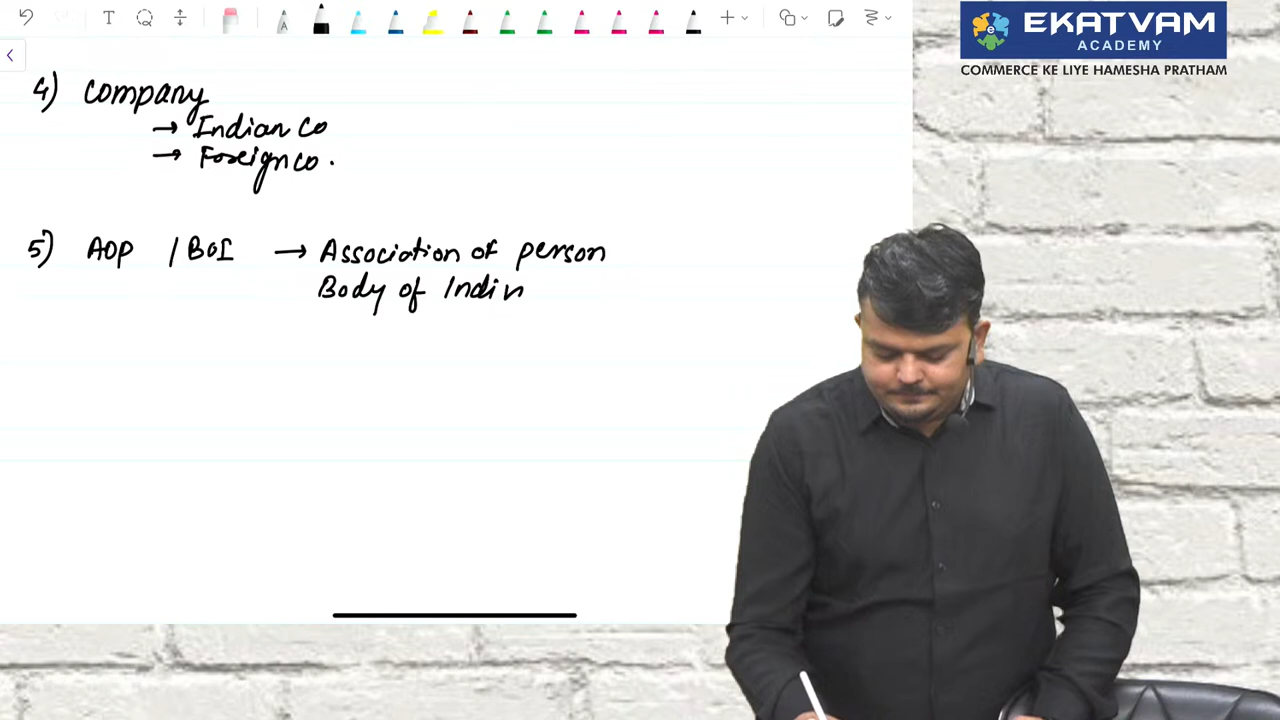 EKATVAM
ACADEMY
COMMERCE KE LIYE HAMESHA PRATHAM
4) Company
→ Indian Co
→ Foreign co.
5) AOP / BOI → Association of person
Body of Indiv